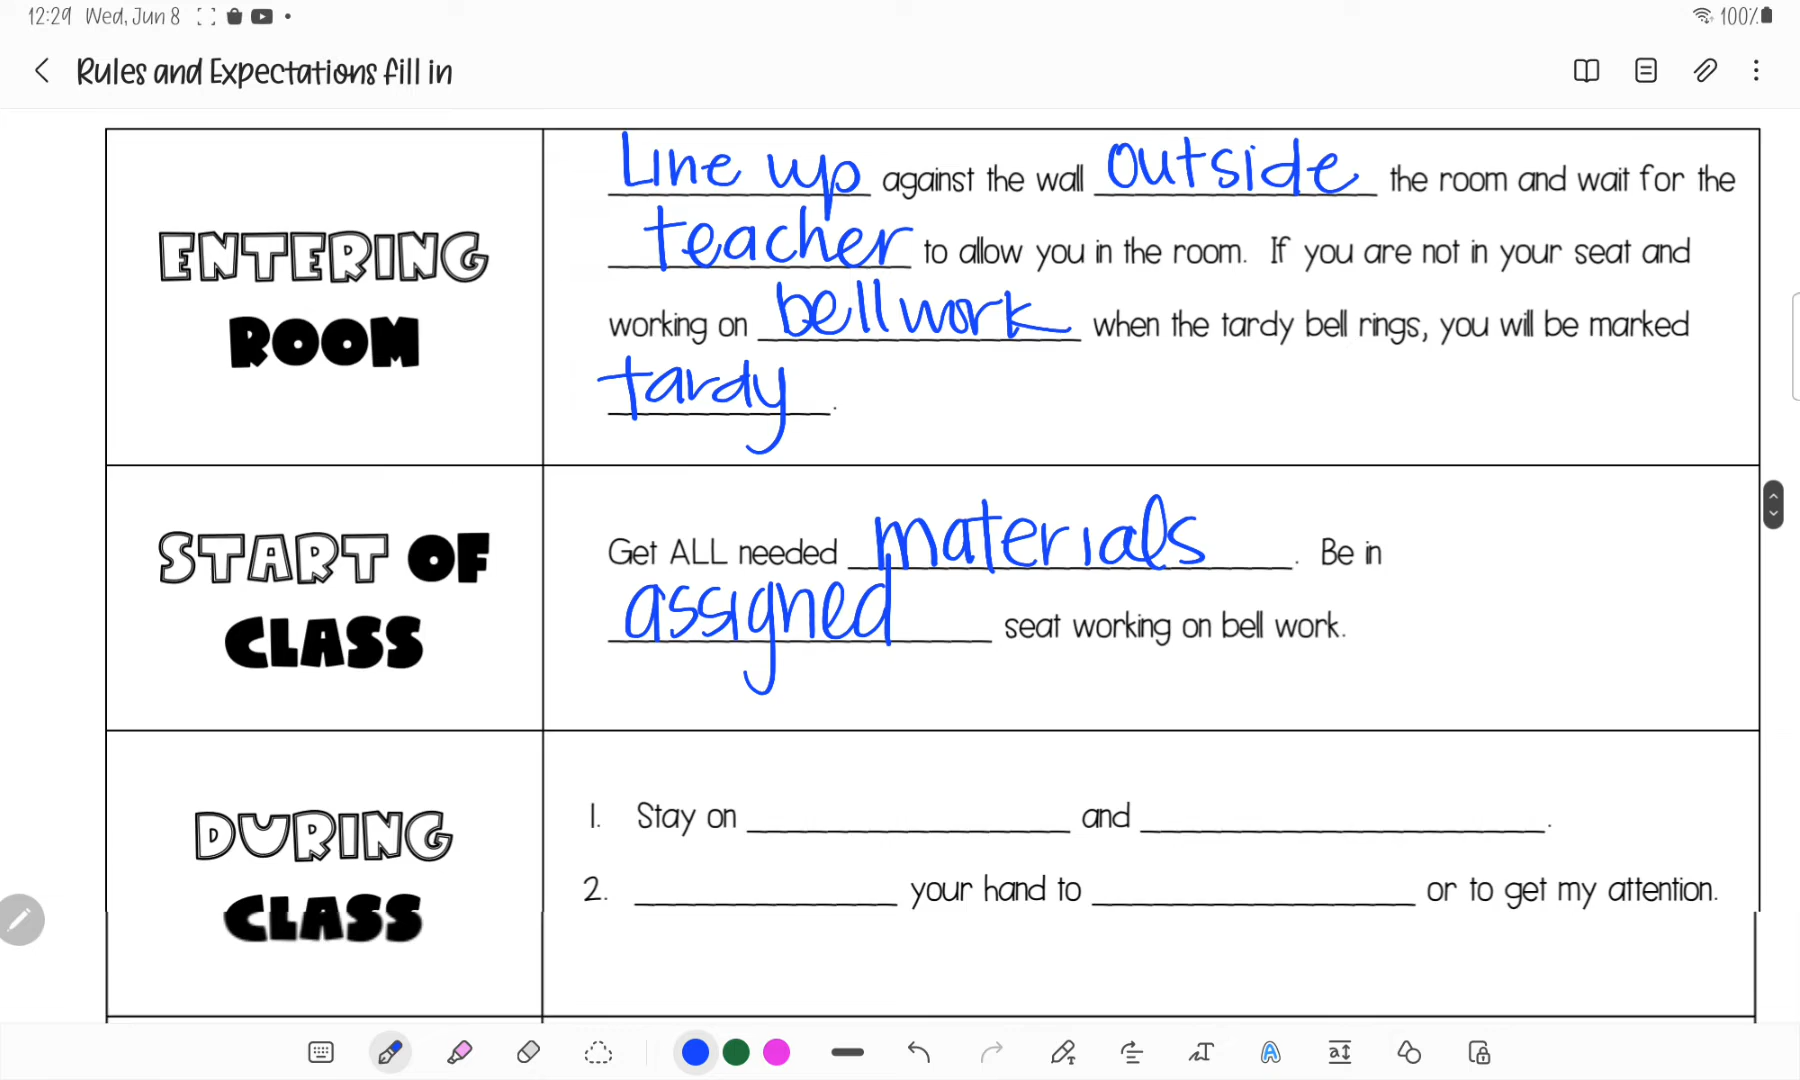 12:29 Wed, Jun 8 100%
Rules and Expectations fill in
ENTERING
ROOM
Line up against the wall outside the room and wait for the
teacher to allow you in the room. If you are not in your seat and
working on bellwork when the tardy bell rings, you will be marked
tardy.
START OF
CLASS
Get ALL needed materials. Be in
assigned seat working on bell work.
DURING
CLASS
1. Stay on ____ and ____.
2. ____ your hand to ____ or to get my attention.